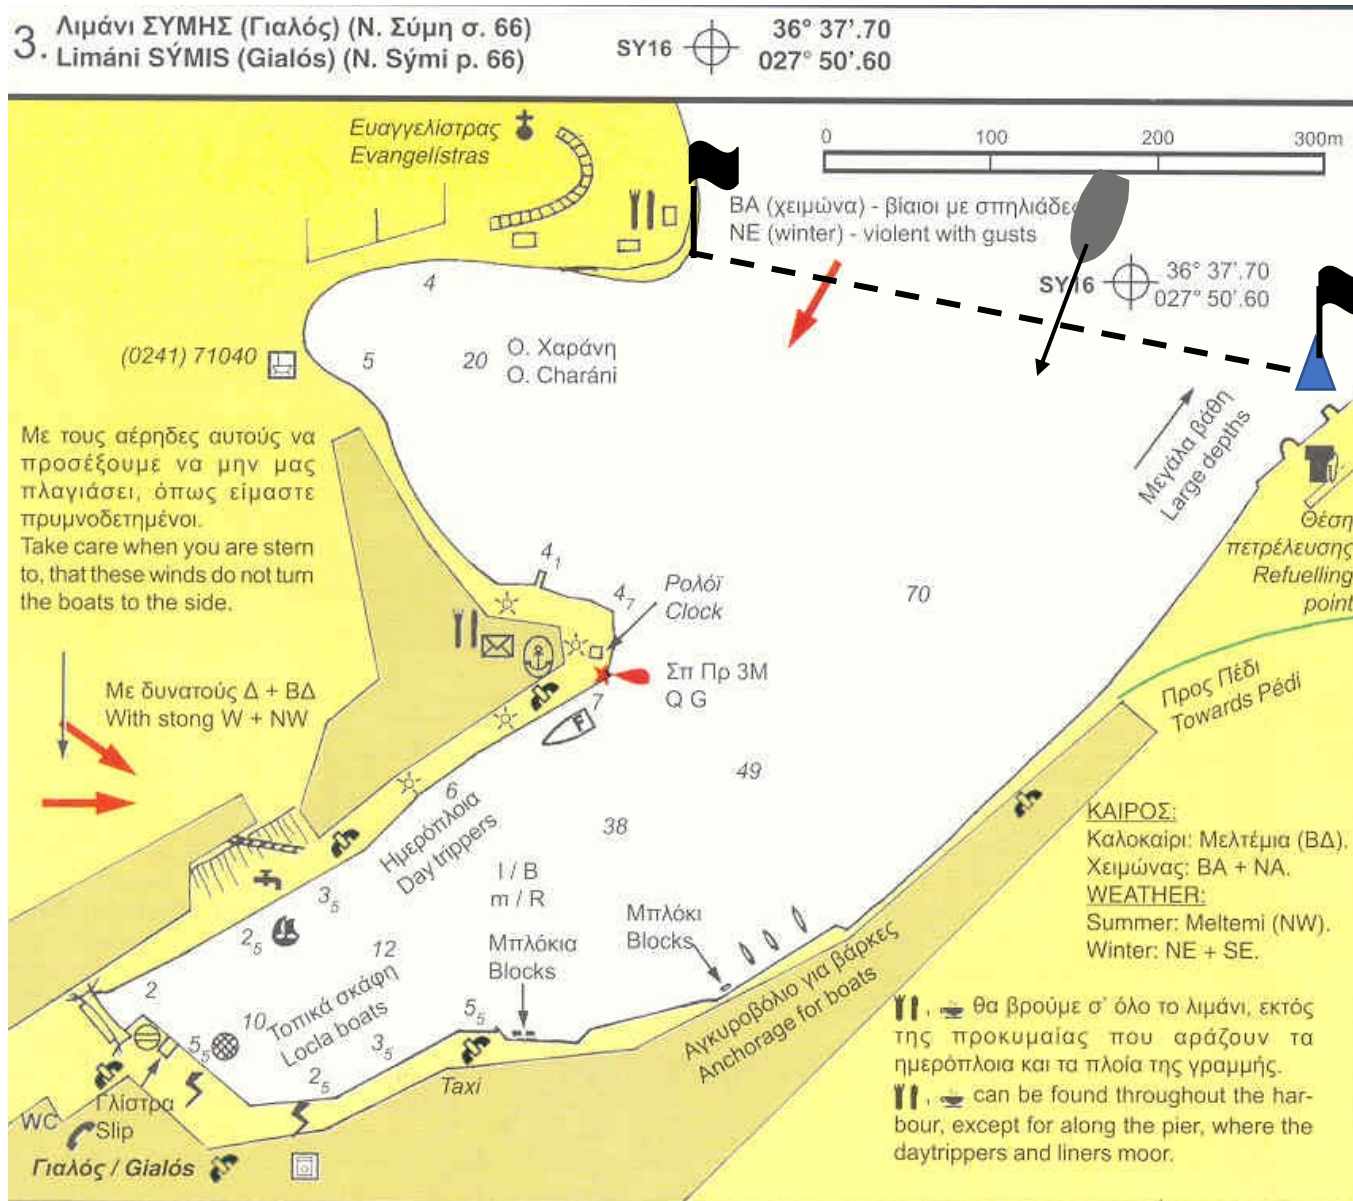 3. Λιμάνι ΣΥΜΗΣ (Γιαλός) (Ν. Σύμη σ. 66)
Limáni SÝMIS (Gialós) (N. Sými p. 66)
SY16
36° 37'.70
027° 50'.60
Ευαγγελίστρας
Evangelístras
0 100 200 300m
ΒΑ (χειμώνα) - βίαιοι με σπηλιάδες
NE (winter) - violent with gusts
SY16
36° 37'.70
027° 50'.60
4
(0241) 71040
5
20
Ο. Χαράνη
O. Charáni
Μεγάλα βάθη
Large depths
Με τους αέρηδες αυτούς να
προσέξουμε να μην μας
πλαγιάσει, όπως είμαστε
πρυμνοδετημένοι.
Take care when you are stern
to, that these winds do not turn
the boats to the side.
Θέση
πετρέλευσης
Refuelling
point
4₁
4₇
Ρολόϊ
Clock
70
Σπ Πρ 3Μ
Q G
7
F
Προς Πέδι
Towards Pédi
Με δυνατούς Δ + ΒΔ
With stong W + NW
49
6
Ημερόπλοια
Day trippers
38
ΚΑΙΡΟΣ:
Καλοκαίρι: Μελτέμια (ΒΔ).
Χειμώνας: ΒΑ + ΝΑ.
WEATHER:
Summer: Meltemi (NW).
Winter: NE + SE.
I / B
m / R
3₅
2₅
12
Μπλόκια
Blocks
Μπλόκι
Blocks
Αγκυροβόλιο για βάρκες
Anchorage for boats
2
10
5₅
Τοπικά σκάφη
Locla boats
3₅
5₅
2₅
Taxi
θα βρούμε σ' όλο το λιμάνι, εκτός
της προκυμαίας που αράζουν τα
ημερόπλοια και τα πλοία της γραμμής.
can be found throughout the har-
bour, except for along the pier, where the
daytrippers and liners moor.
WC
Γλίστρα
Slip
Γιαλός / Gialós